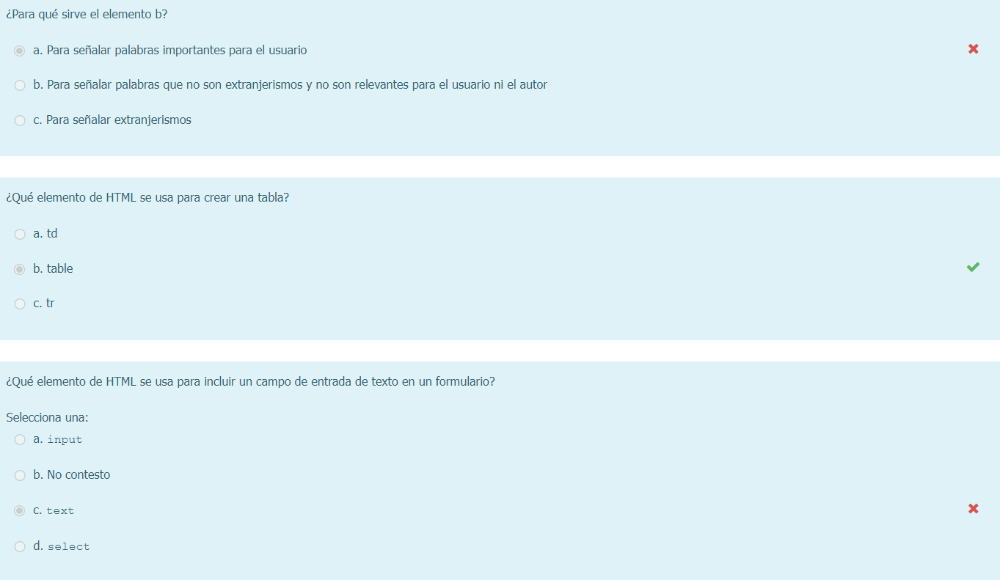 ¿Para qué sirve el elemento b?
a. Para señalar palabras importantes para el usuario
b. Para señalar palabras que no son extranjerismos y no son relevantes para el usuario ni el autor
c. Para señalar extranjerismos
¿Qué elemento de HTML se usa para crear una tabla?
a. td
b. table
c. tr
¿Qué elemento de HTML se usa para incluir un campo de entrada de texto en un formulario?
Selecciona una:
a. input
b. No contesto
c. text
d. select